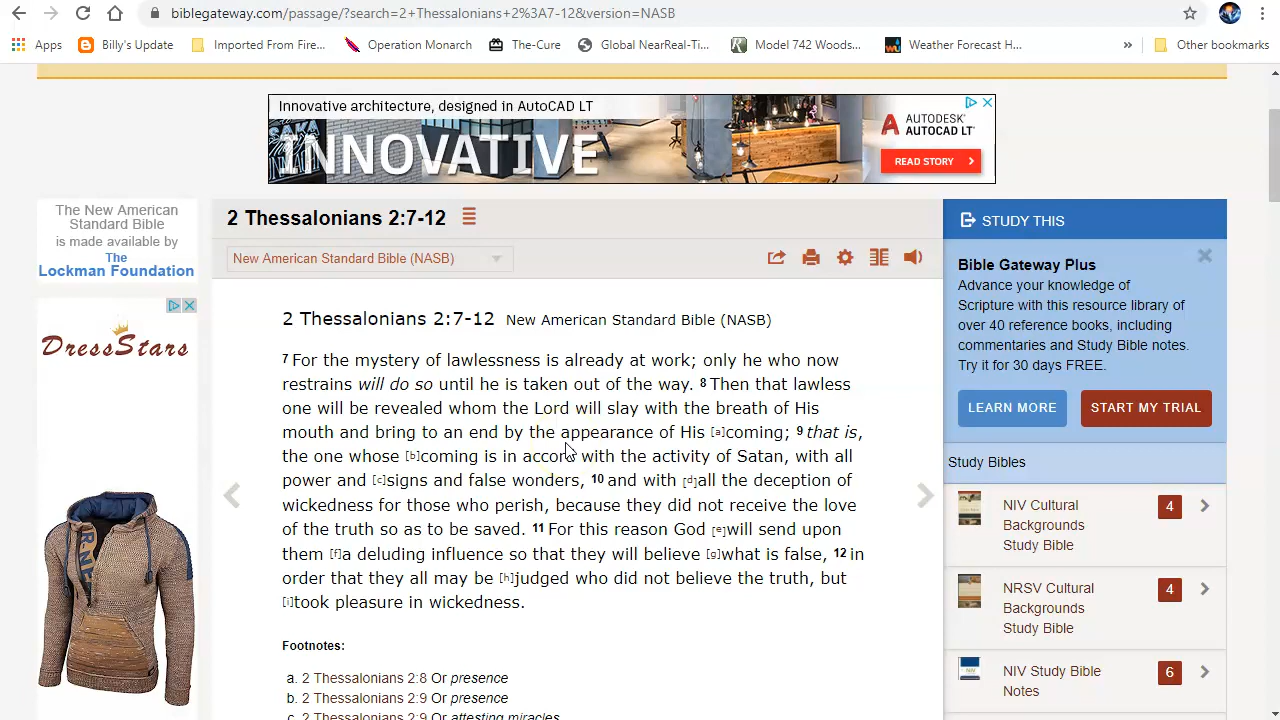 biblegateway.com/passage/?search=2+Thessalonians+2%3A7-12&version=NASB
Apps Billy's Update Imported From Fire... Operation Monarch The-Cure Global NearReal-Ti... Motel 742 Woods... Weather Forecast H... » Other bookmarks
Innovative architecture, designed in AutoCAD LT
INNOVATIVE
AUTODESK
AUTOCAD LT
READ STORY
The New American
Standard Bible
is made available by
The
Lockman Foundation
DressStars
2 Thessalonians 2:7-12
New American Standard Bible (NASB)
2 Thessalonians 2:7-12 New American Standard Bible (NASB)
7 For the mystery of lawlessness is already at work; only he who now
restrains will do so until he is taken out of the way. 8 Then that lawless
one will be revealed whom the Lord will slay with the breath of His
mouth and bring to an end by the appearance of His [a]coming; 9 that is,
the one whose [b]coming is in accord with the activity of Satan, with all
power and [c]signs and false wonders, 10 and with [d]all the deception of
wickedness for those who perish, because they did not receive the love
of the truth so as to be saved. 11 For this reason God [e]will send upon
them [f]a deluding influence so that they will believe [g]what is false, 12 in
order that they all may be [h]judged who did not believe the truth, but
[i]took pleasure in wickedness.
Footnotes:
a. 2 Thessalonians 2:8 Or presence
b. 2 Thessalonians 2:9 Or presence
c. 2 Thessalonians 2:9 Or attesting miracles
STUDY THIS
Bible Gateway Plus
Advance your knowledge of
Scripture with this resource library of
over 40 reference books, including
commentaries and Study Bible notes.
Try it for 30 days FREE.
LEARN MORE START MY TRIAL
Study Bibles
NIV Cultural
Backgrounds
Study Bible
4
NRSV Cultural
Backgrounds
Study Bible
4
NIV Study Bible
Notes
6